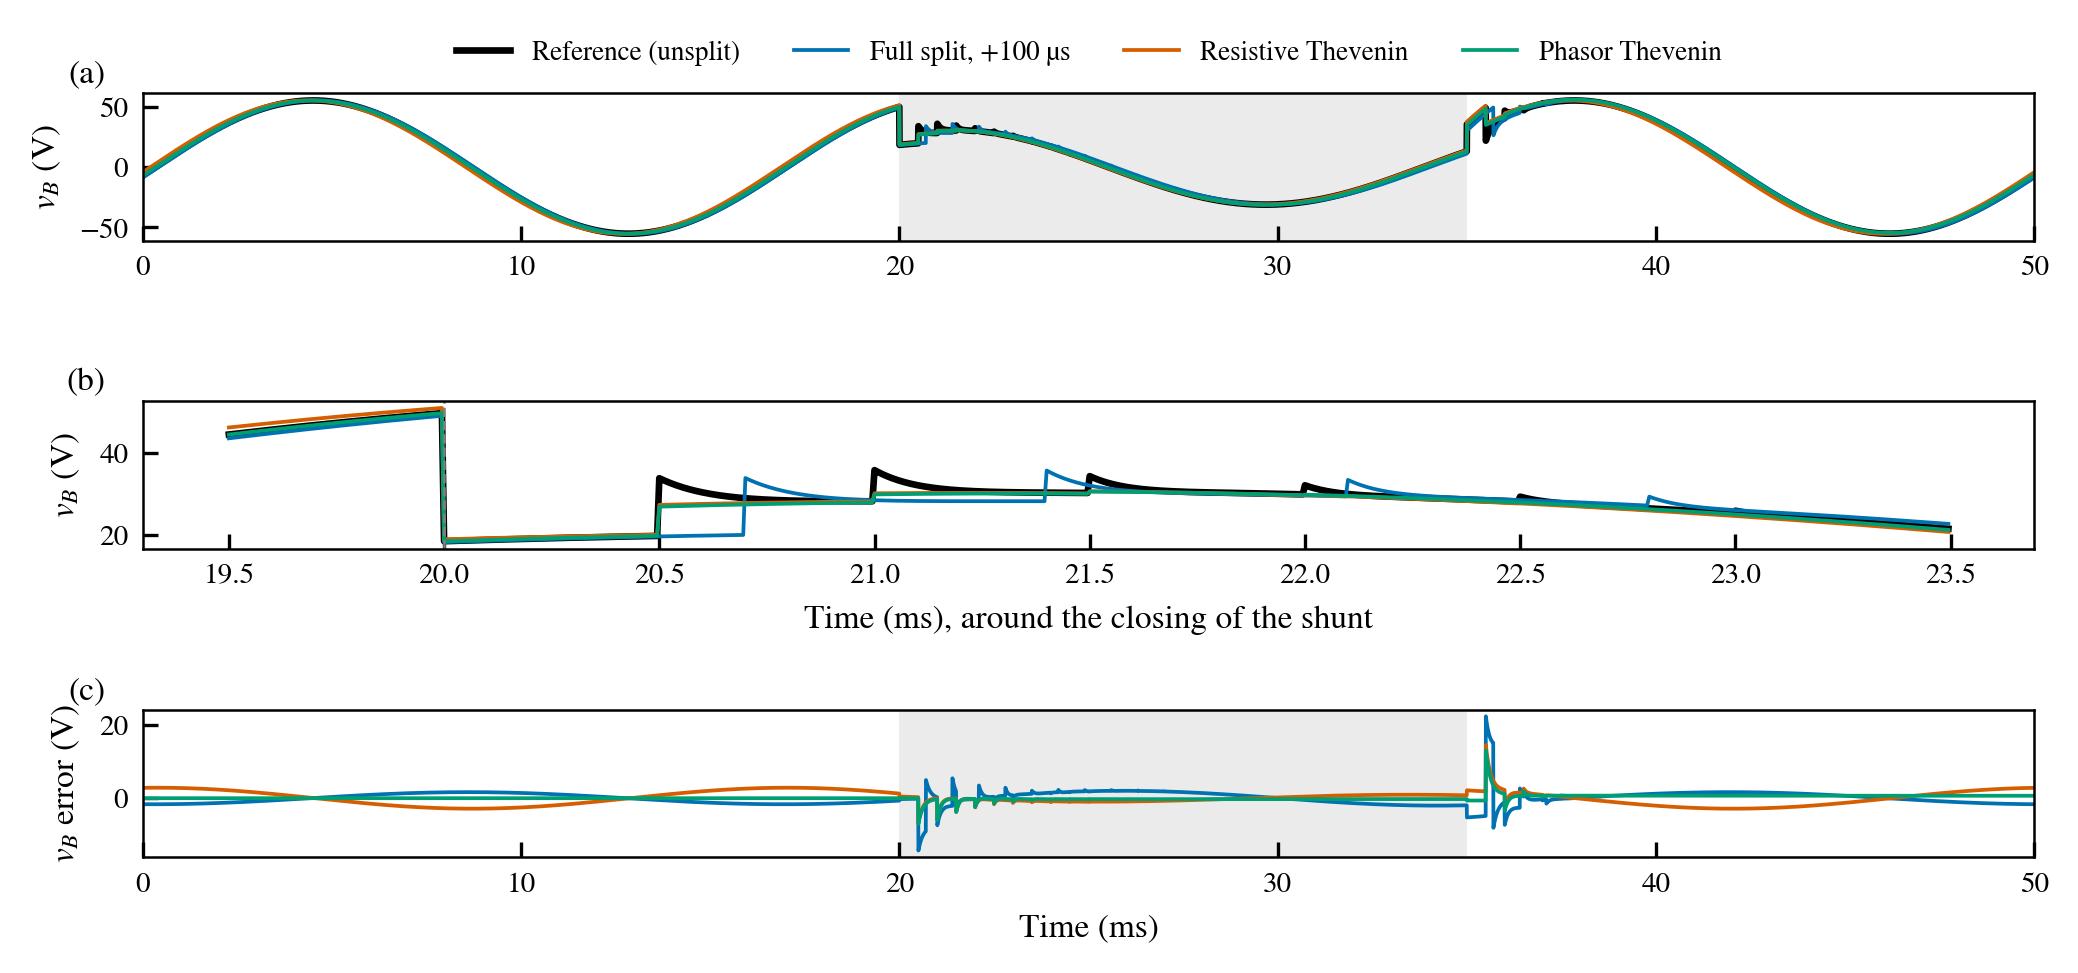 Reference (unsplit) Full split, +100 µs Resistive Thevenin Phasor Thevenin
(a)
v_B (V)
50
0
−50
0 10 20 30 40 50
(b)
v_B (V)
40
20
19.5 20.0 20.5 21.0 21.5 22.0 22.5 23.0 23.5
Time (ms), around the closing of the shunt
(c)
v_B error (V)
20
0
0 10 20 30 40 50
Time (ms)